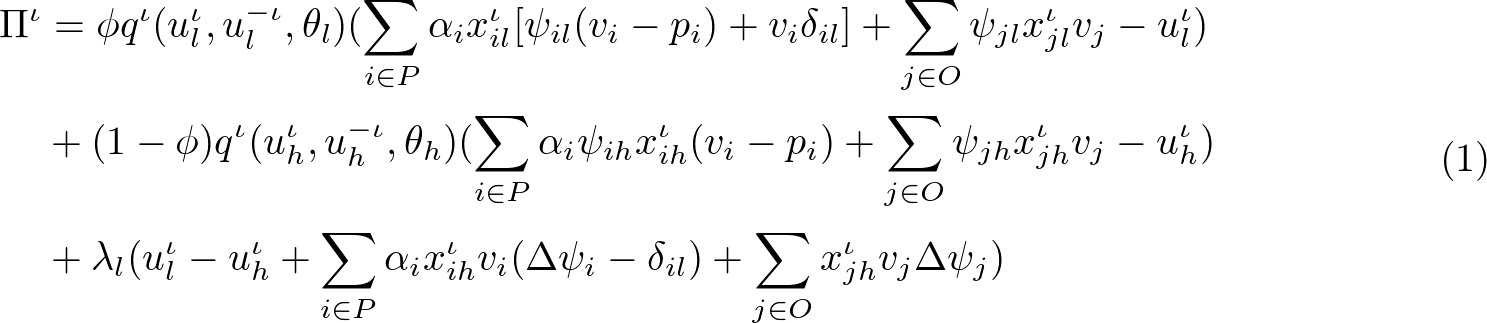 Πᶥ = ϕqᶥ(u_l^ι, u_l^{−ι}, θ_l)(∑_{i∈P} α_i x_{il}^ι [ψ_{il}(v_i − p_i) + v_i δ_{il}] + ∑_{j∈O} ψ_{jl} x_{jl}^ι v_j − u_l^ι)
+ (1 − ϕ)q^ι(u_h^ι, u_h^{−ι}, θ_h)(∑_{i∈P} α_i ψ_{ih} x_{ih}^ι (v_i − p_i) + ∑_{j∈O} ψ_{jh} x_{jh}^ι v_j − u_h^ι) (1)
+ λ_l(u_l^ι − u_h^ι + ∑_{i∈P} α_i x_{ih}^ι v_i(Δψ_i − δ_{il}) + ∑_{j∈O} x_{jh}^ι v_j Δψ_j)